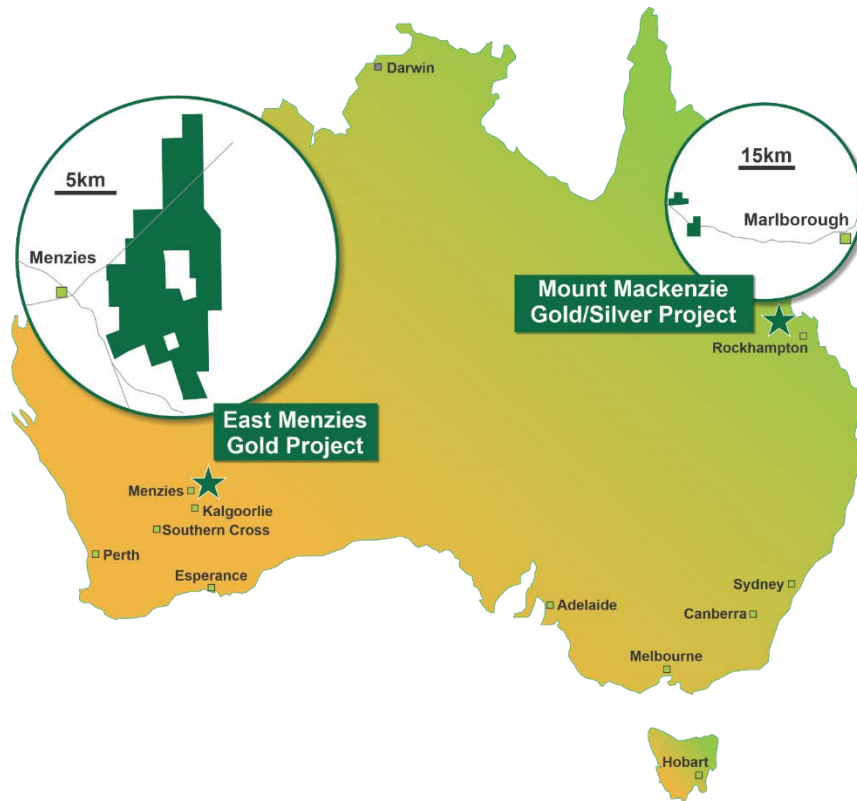 Darwin
5km
15km
Menzies
Marlborough
Mount Mackenzie
Gold/Silver Project
Rockhampton
East Menzies
Gold Project
Menzies
Kalgoorlie
Southern Cross
Perth
Esperance
Sydney
Adelaide
Canberra
Melbourne
Hobart